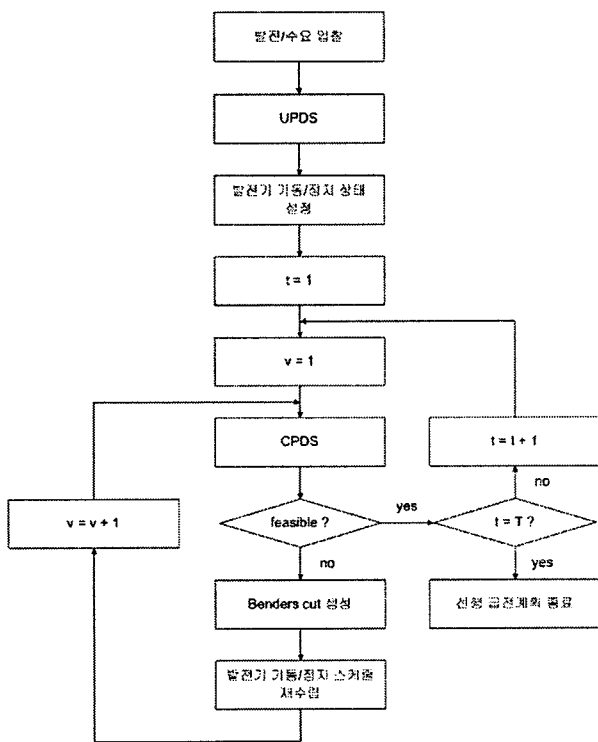 발전/수요 입찰
UPDS
발전기 기동/정지 상태
설정
t = 1
v = 1
CPDS
t = t + 1
no
v = v + 1
feasible ?
yes
t = T ?
no
yes
Benders cut 생성
선행 급전계획 종료
발전기 기동/정지 스케줄
재수립